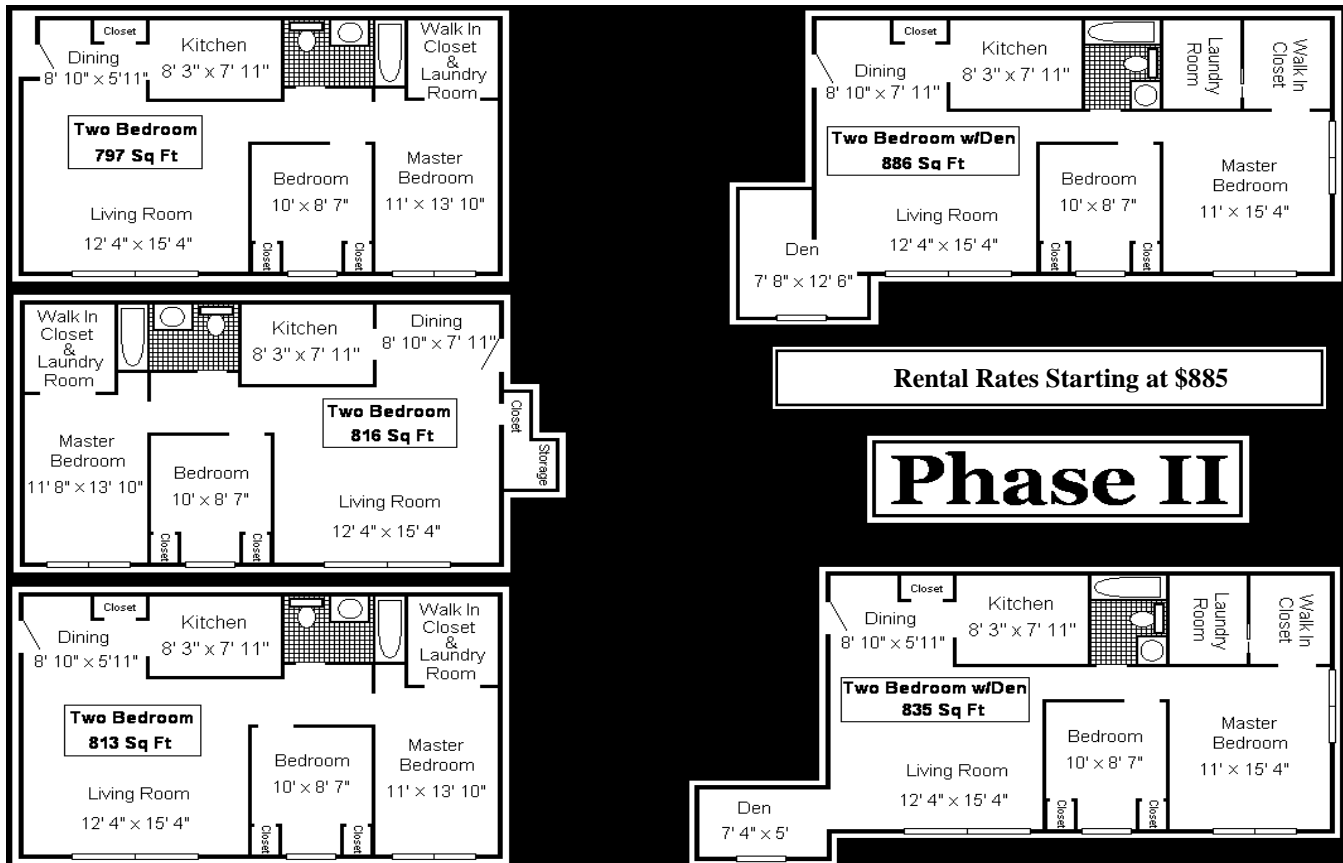 Closet
Dining
8' 10" x 5'11"
Kitchen
8' 3" x 7' 11"
Walk In
Closet
&
Laundry
Room
Two Bedroom
797 Sq Ft
Bedroom
10' x 8' 7"
Master
Bedroom
11' x 13' 10"
Living Room
12' 4" x 15' 4"
Closet
Closet
Walk In
Closet
&
Laundry
Room
Kitchen
8' 3" x 7' 11"
Dining
8' 10" x 7' 11"
Two Bedroom
816 Sq Ft
Closet
Storage
Master
Bedroom
11' 8" x 13' 10"
Bedroom
10' x 8' 7"
Living Room
12' 4" x 15' 4"
Closet
Closet
Closet
Dining
8' 10" x 5'11"
Kitchen
8' 3" x 7' 11"
Walk In
Closet
&
Laundry
Room
Two Bedroom
813 Sq Ft
Bedroom
10' x 8' 7"
Master
Bedroom
11' x 13' 10"
Living Room
12' 4" x 15' 4"
Closet
Closet
Closet
Dining
8' 10" x 7' 11"
Kitchen
8' 3" x 7' 11"
Laundry
Room
Walk In
Closet
Two Bedroom w/Den
886 Sq Ft
Bedroom
10' x 8' 7"
Master
Bedroom
11' x 15' 4"
Living Room
12' 4" x 15' 4"
Den
7' 8" x 12' 6"
Closet
Closet
Rental Rates Starting at $885
Phase II
Closet
Dining
8' 10" x 5'11"
Kitchen
8' 3" x 7' 11"
Laundry
Room
Walk In
Closet
Two Bedroom w/Den
835 Sq Ft
Bedroom
10' x 8' 7"
Master
Bedroom
11' x 15' 4"
Living Room
12' 4" x 15' 4"
Den
7' 4" x 5'
Closet
Closet